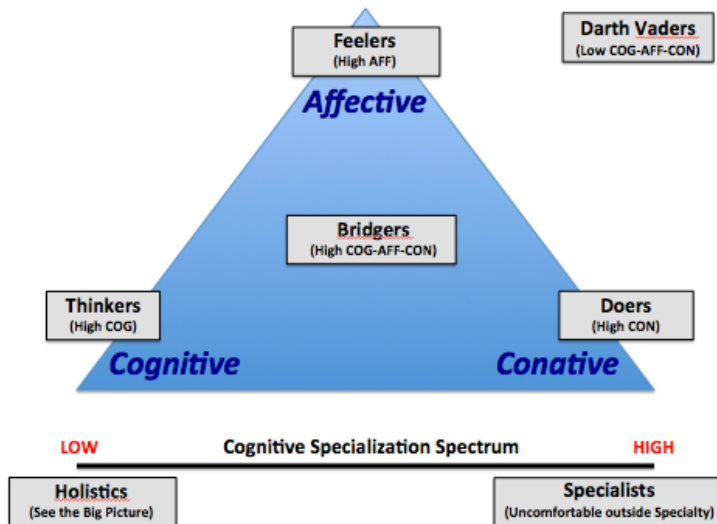 Feelers
(High AFF)
Darth Vaders
(Low COG-AFF-CON)
Affective
Bridgers
(High COG-AFF-CON)
Thinkers
(High COG)
Doers
(High CON)
Cognitive
Conative
LOW
Cognitive Specialization Spectrum
HIGH
Holistics
(See the Big Picture)
Specialists
(Uncomfortable outside Specialty)